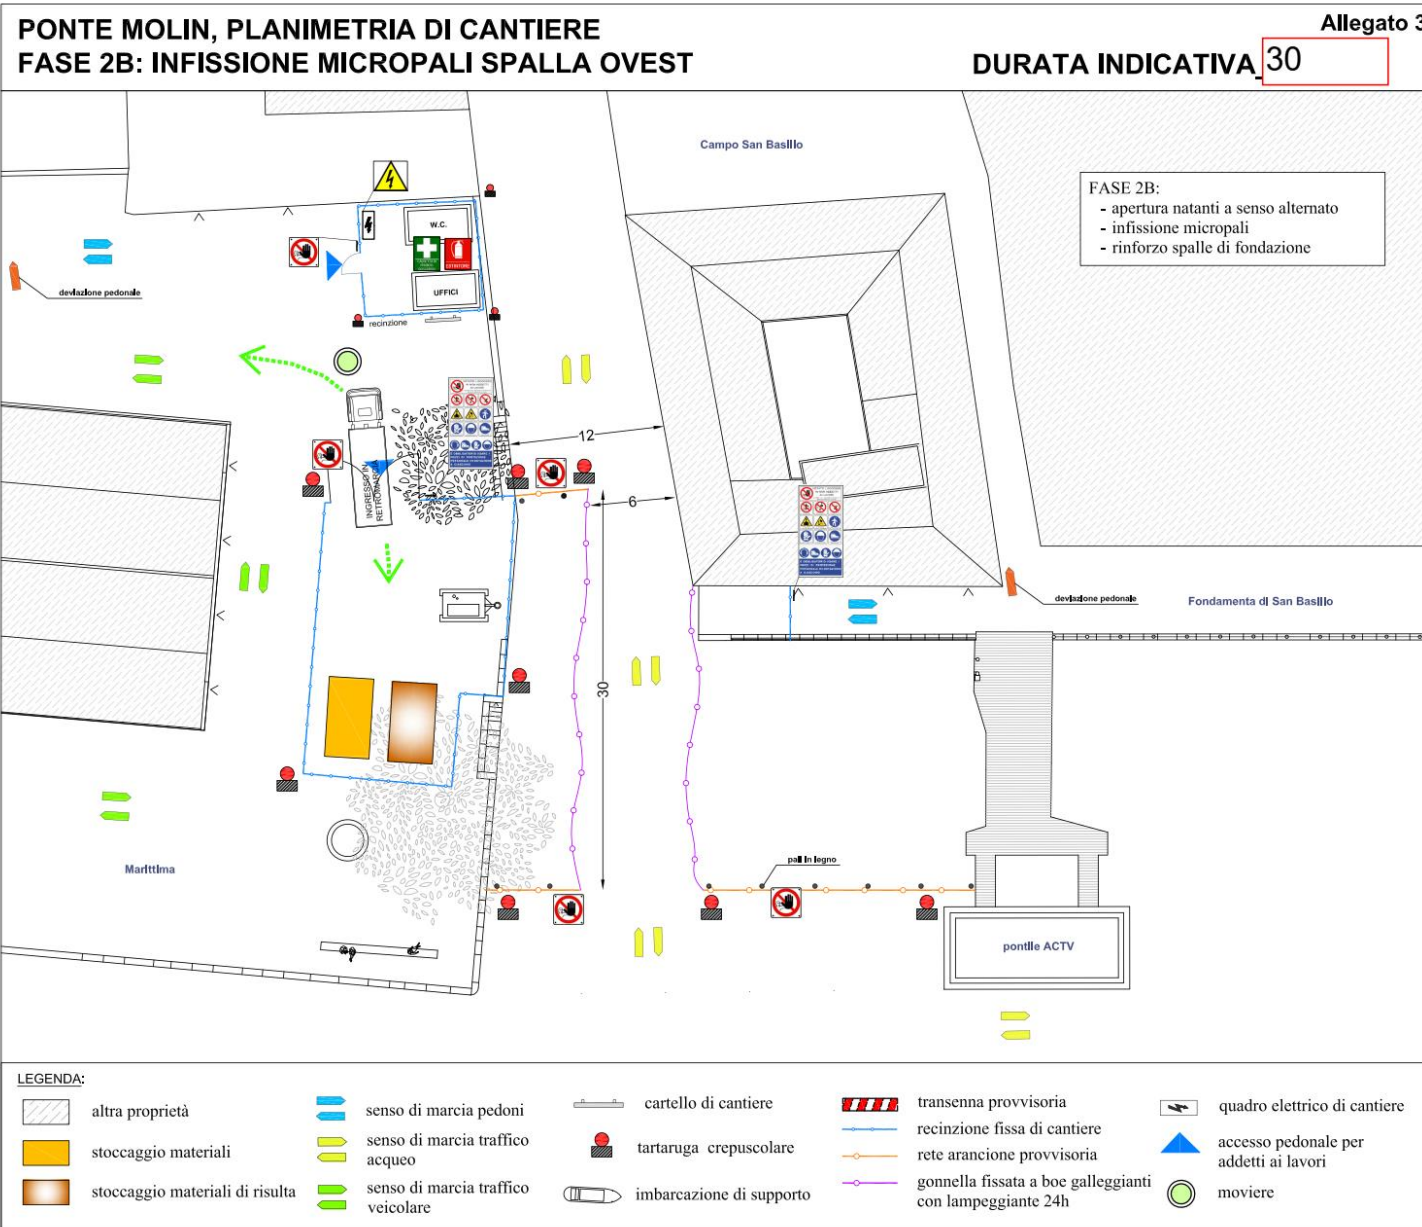 PONTE MOLIN, PLANIMETRIA DI CANTIERE
FASE 2B: INFISSIONE MICROPALI SPALLA OVEST
Allegato 3
DURATA INDICATIVA_30
Campo San Basilio
FASE 2B:
- apertura natanti a senso alternato
- infissione micropali
- rinforzo spalle di fondazione
W.C.
ESTINTORE
UFFICI
deviazione pedonale
recinzione
12
INGRESSO IN
RETROMARCIA
6
30
deviazione pedonale
Fondamenta di San Basilio
pali in legno
Marittima
pontile ACTV
LEGENDA:
altra proprietà
stoccaggio materiali
stoccaggio materiali di risulta
senso di marcia pedoni
senso di marcia traffico
acqueo
senso di marcia traffico
veicolare
cartello di cantiere
tartaruga crepuscolare
imbarcazione di supporto
transenna provvisoria
recinzione fissa di cantiere
rete arancione provvisoria
gonnella fissata a boe galleggianti
con lampeggiante 24h
quadro elettrico di cantiere
accesso pedonale per
addetti ai lavori
moviere